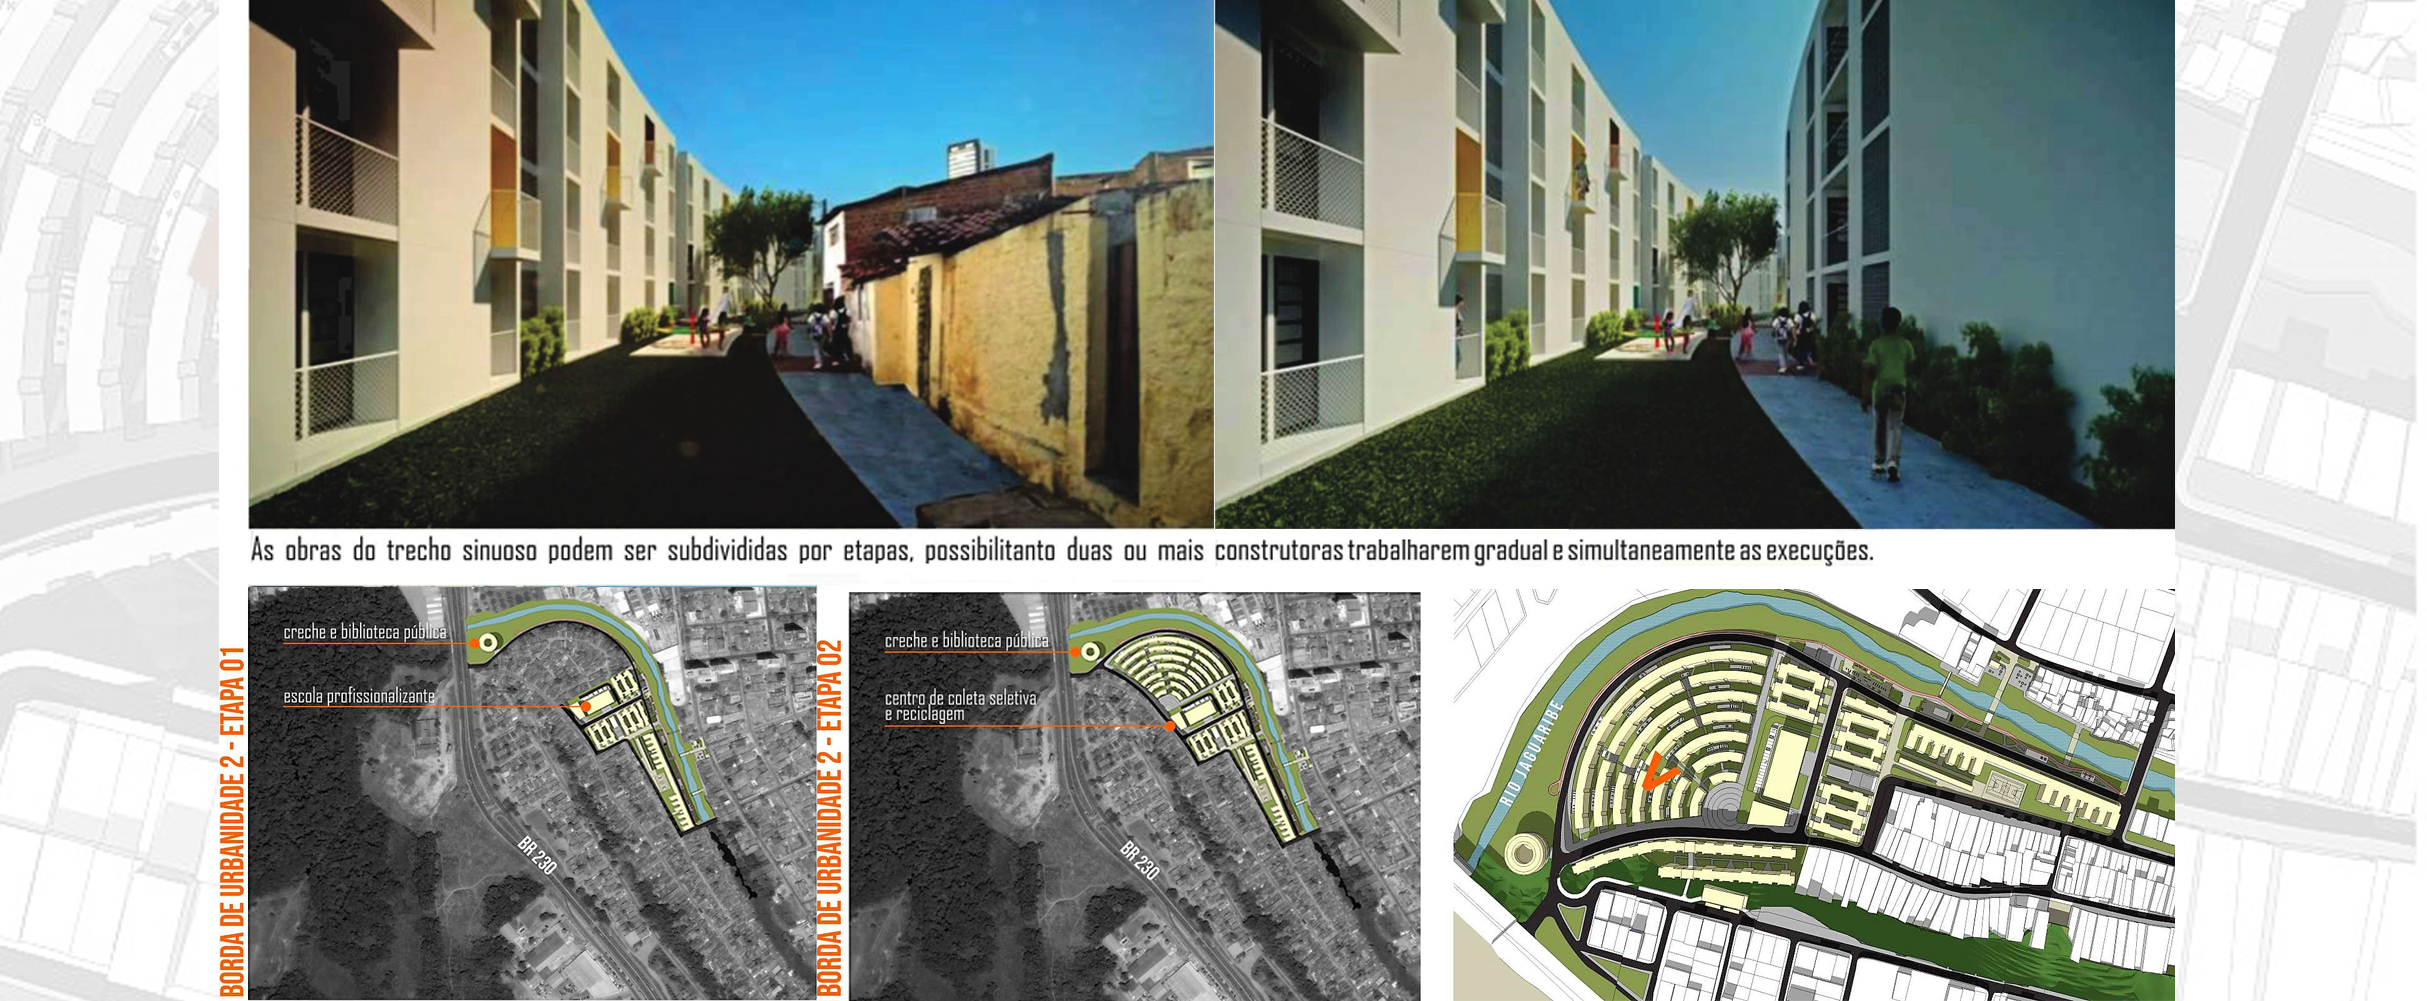 As obras do trecho sinuoso podem ser subdivididas por etapas, possibilitanto duas ou mais construtoras trabalharem gradual e simultaneamente as execuções.
BORDA DE URBANIDADE 2 - ETAPA 01
creche e biblioteca pública
escola profissionalizante
BR 230
BORDA DE URBANIDADE 2 - ETAPA 02
creche e biblioteca pública
centro de coleta seletiva
e reciclagem
BR 230
RIO JAGUARIBE